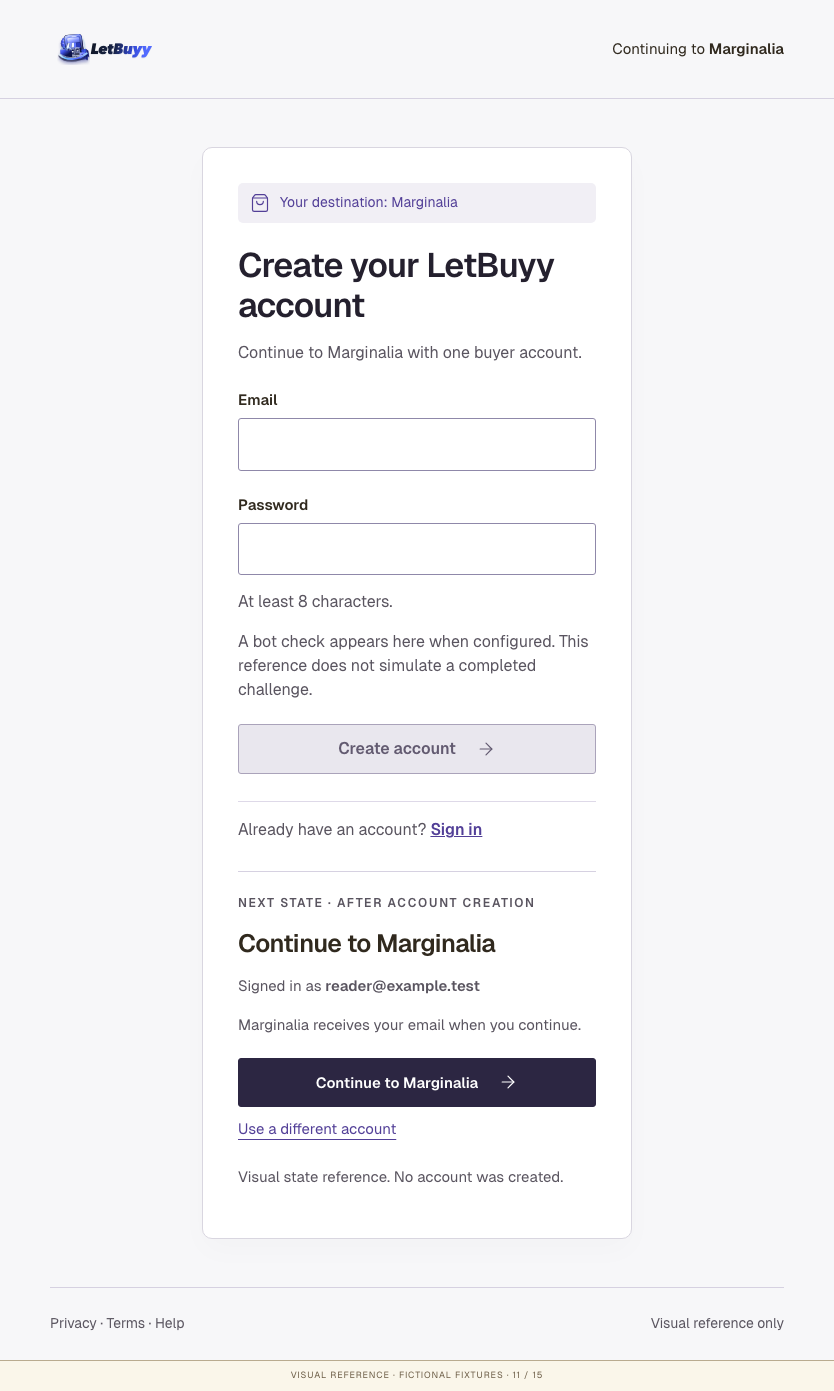 LetBuyy
Continuing to Marginalia
Your destination: Marginalia
Create your LetBuyy
account
Continue to Marginalia with one buyer account.
Email
Password
At least 8 characters.
A bot check appears here when configured. This
reference does not simulate a completed
challenge.
Create account
Already have an account? Sign in
NEXT STATE · AFTER ACCOUNT CREATION
Continue to Marginalia
Signed in as reader@example.test
Marginalia receives your email when you continue.
Continue to Marginalia
Use a different account
Visual state reference. No account was created.
Privacy · Terms · Help
Visual reference only
VISUAL REFERENCE · FICTIONAL FIXTURES · 11 / 15